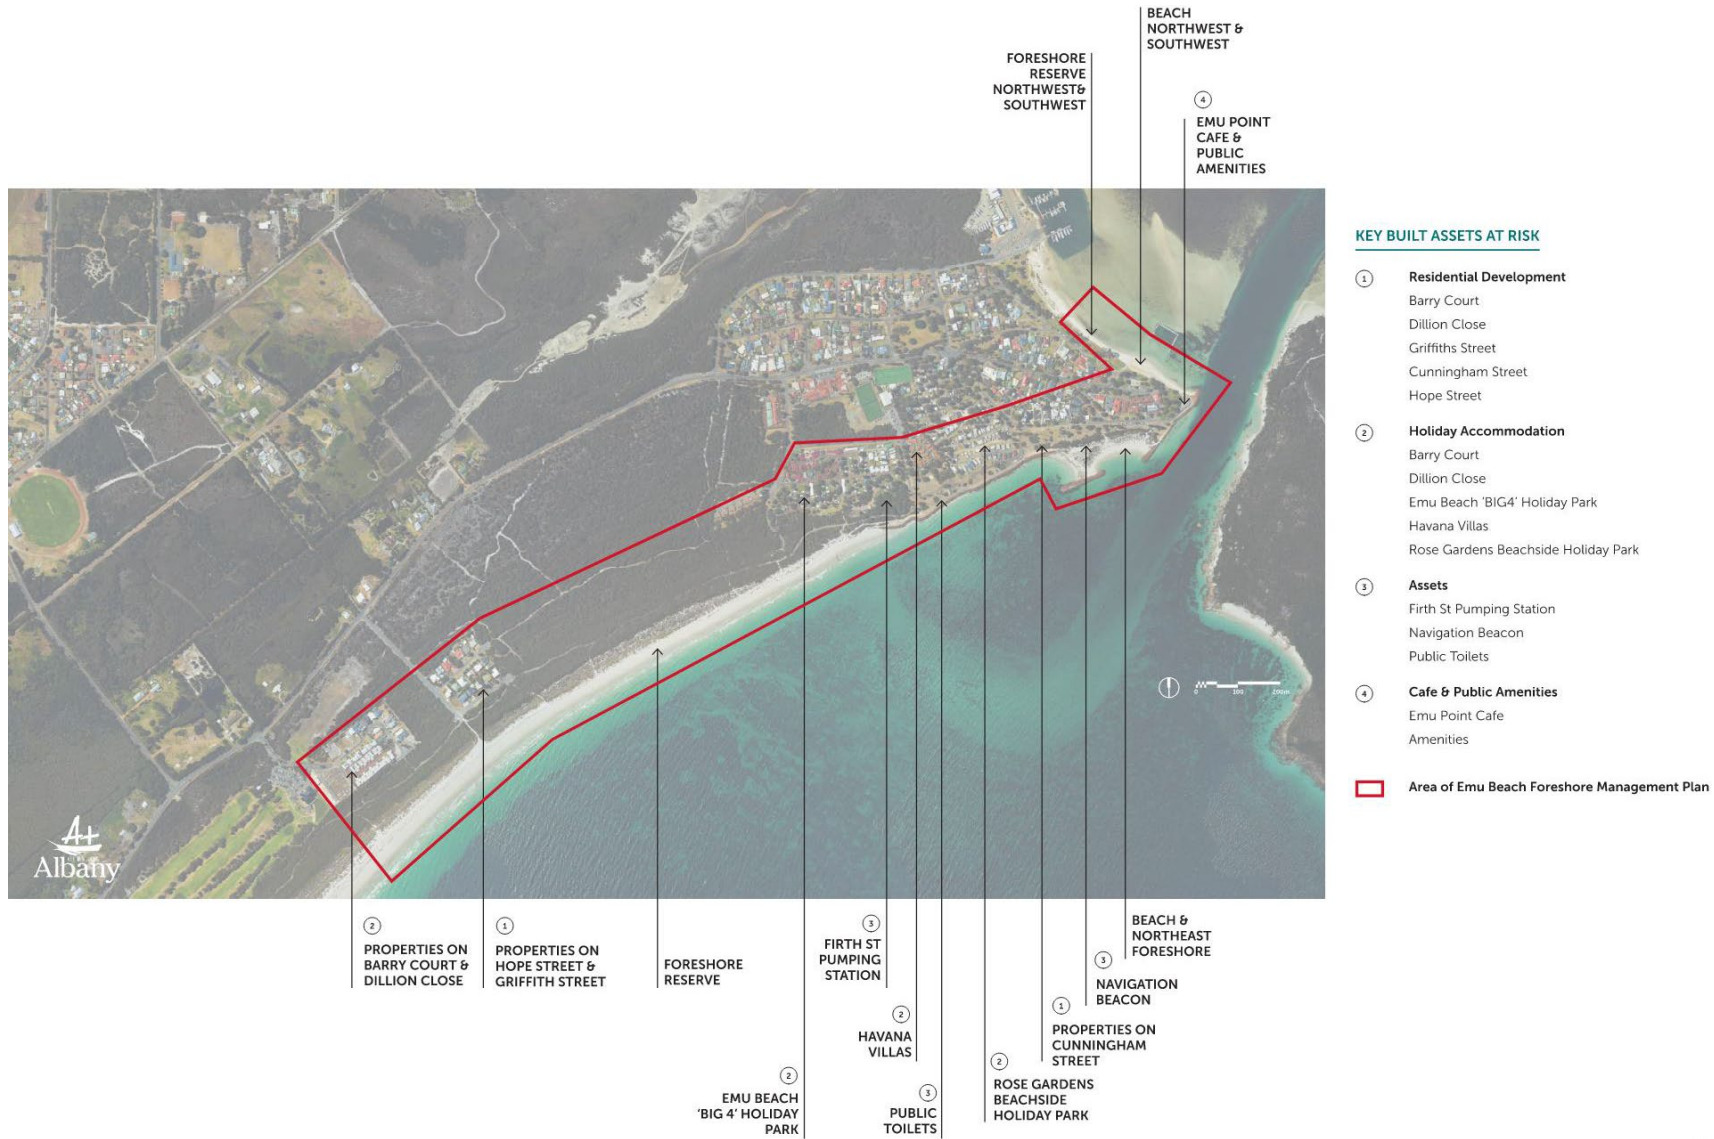 BEACH
NORTHWEST &
SOUTHWEST
FORESHORE
RESERVE
NORTHWEST&
SOUTHWEST
4
EMU POINT
CAFE &
PUBLIC
AMENITIES
KEY BUILT ASSETS AT RISK
1 Residential Development
Barry Court
Dillion Close
Griffiths Street
Cunningham Street
Hope Street
2 Holiday Accommodation
Barry Court
Dillion Close
Emu Beach 'BIG4' Holiday Park
Havana Villas
Rose Gardens Beachside Holiday Park
3 Assets
Firth St Pumping Station
Navigation Beacon
Public Toilets
4 Cafe & Public Amenities
Emu Point Cafe
Amenities
Area of Emu Beach Foreshore Management Plan
0 100 200m
Albany
2
PROPERTIES ON
BARRY COURT &
DILLION CLOSE
1
PROPERTIES ON
HOPE STREET &
GRIFFITH STREET
FORESHORE
RESERVE
2
EMU BEACH
'BIG 4' HOLIDAY
PARK
3
FIRTH ST
PUMPING
STATION
2
HAVANA
VILLAS
3
PUBLIC
TOILETS
2
ROSE GARDENS
BEACHSIDE
HOLIDAY PARK
1
PROPERTIES ON
CUNNINGHAM
STREET
3
NAVIGATION
BEACON
BEACH &
NORTHEAST
FORESHORE